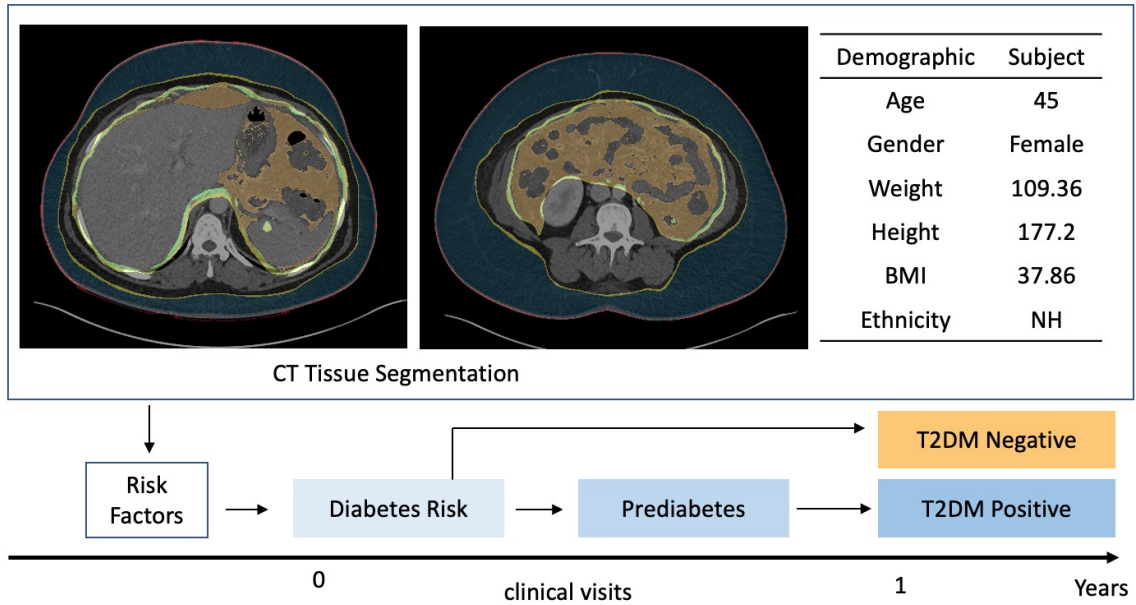 Demographic Subject
Age 45
Gender Female
Weight 109.36
Height 177.2
BMI 37.86
Ethnicity NH
CT Tissue Segmentation
T2DM Negative
Risk
Factors
Diabetes Risk
Prediabetes
T2DM Positive
0
clinical visits
1
Years